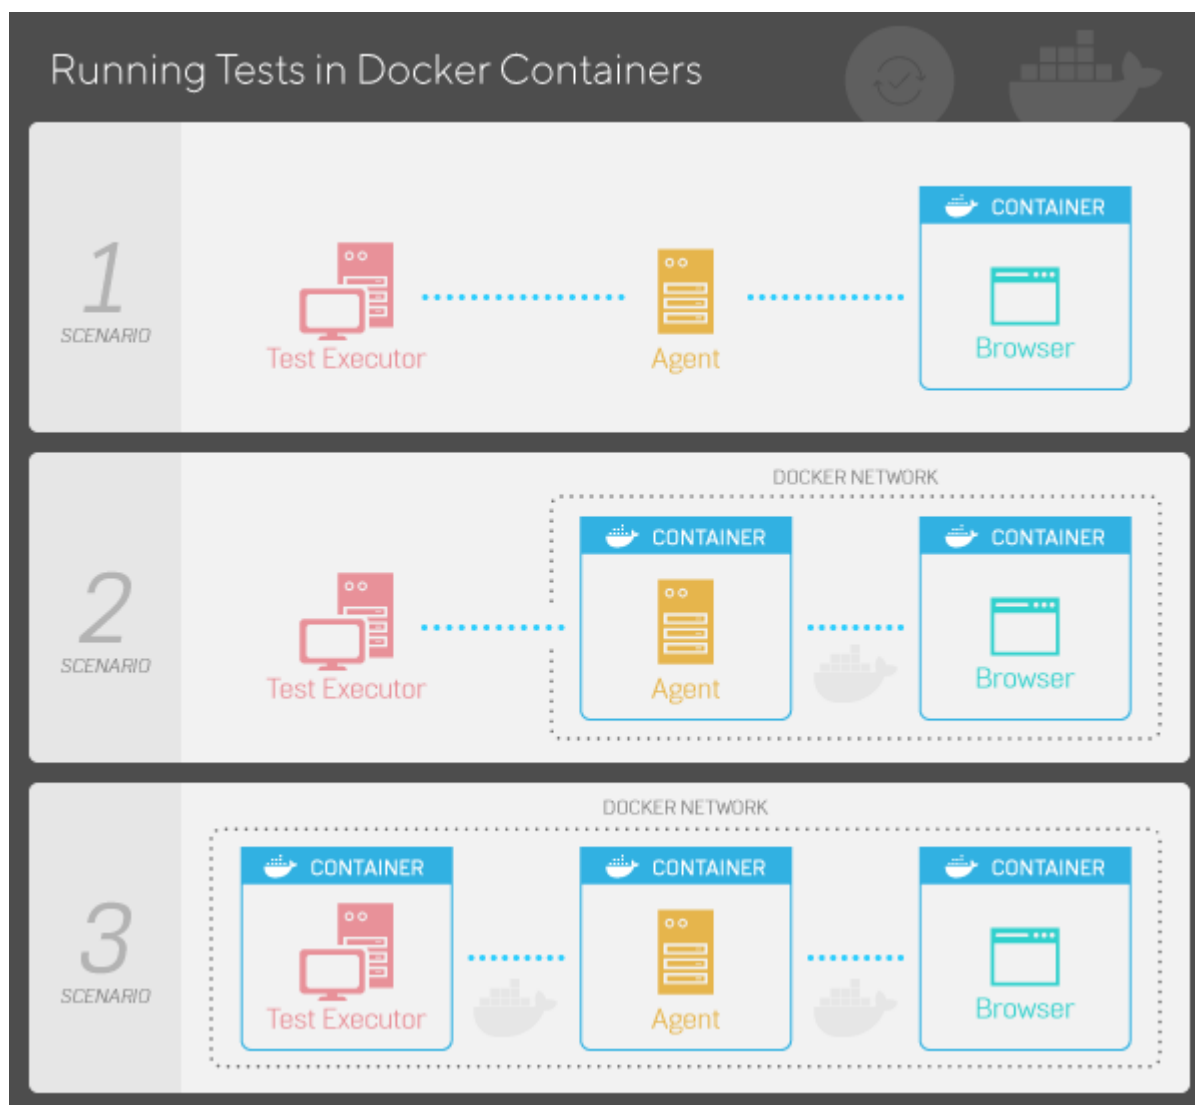 Running Tests in Docker Containers
CONTAINER
1
SCENARIO
Test Executor
Agent
Browser
DOCKER NETWORK
CONTAINER
CONTAINER
2
SCENARIO
Test Executor
Agent
Browser
DOCKER NETWORK
CONTAINER
CONTAINER
CONTAINER
3
SCENARIO
Test Executor
Agent
Browser